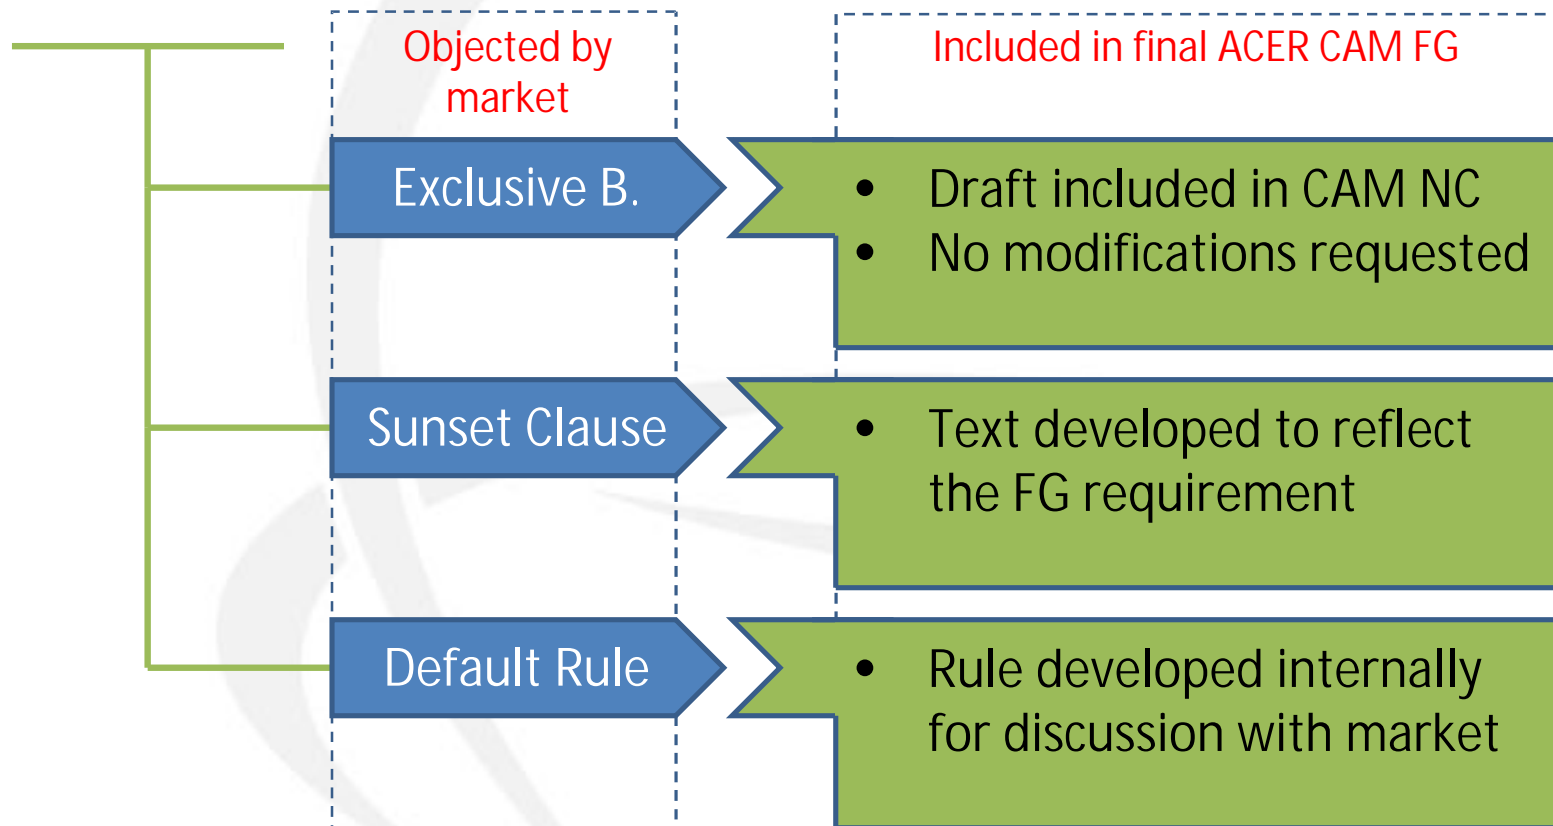 Objected by
market
Included in final ACER CAM FG
Exclusive B.
• Draft included in CAM NC
• No modifications requested
Sunset Clause
• Text developed to reflect
the FG requirement
Default Rule
• Rule developed internally
for discussion with market